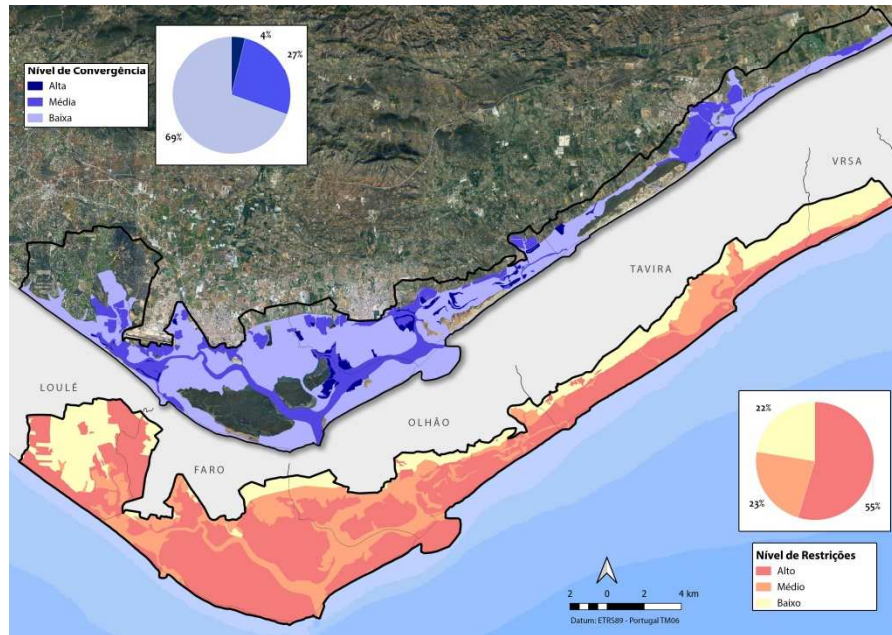 4%
27%
69%
Nível de Convergência
Alta
Média
Baixa
VRSA
TAVIRA
LOULÉ
OLHÃO
FARO
22%
23%
55%
Nível de Restrições
Alto
Médio
Baixo
2 0 2 4 km
Datum: ETRS89 - Portugal TM06